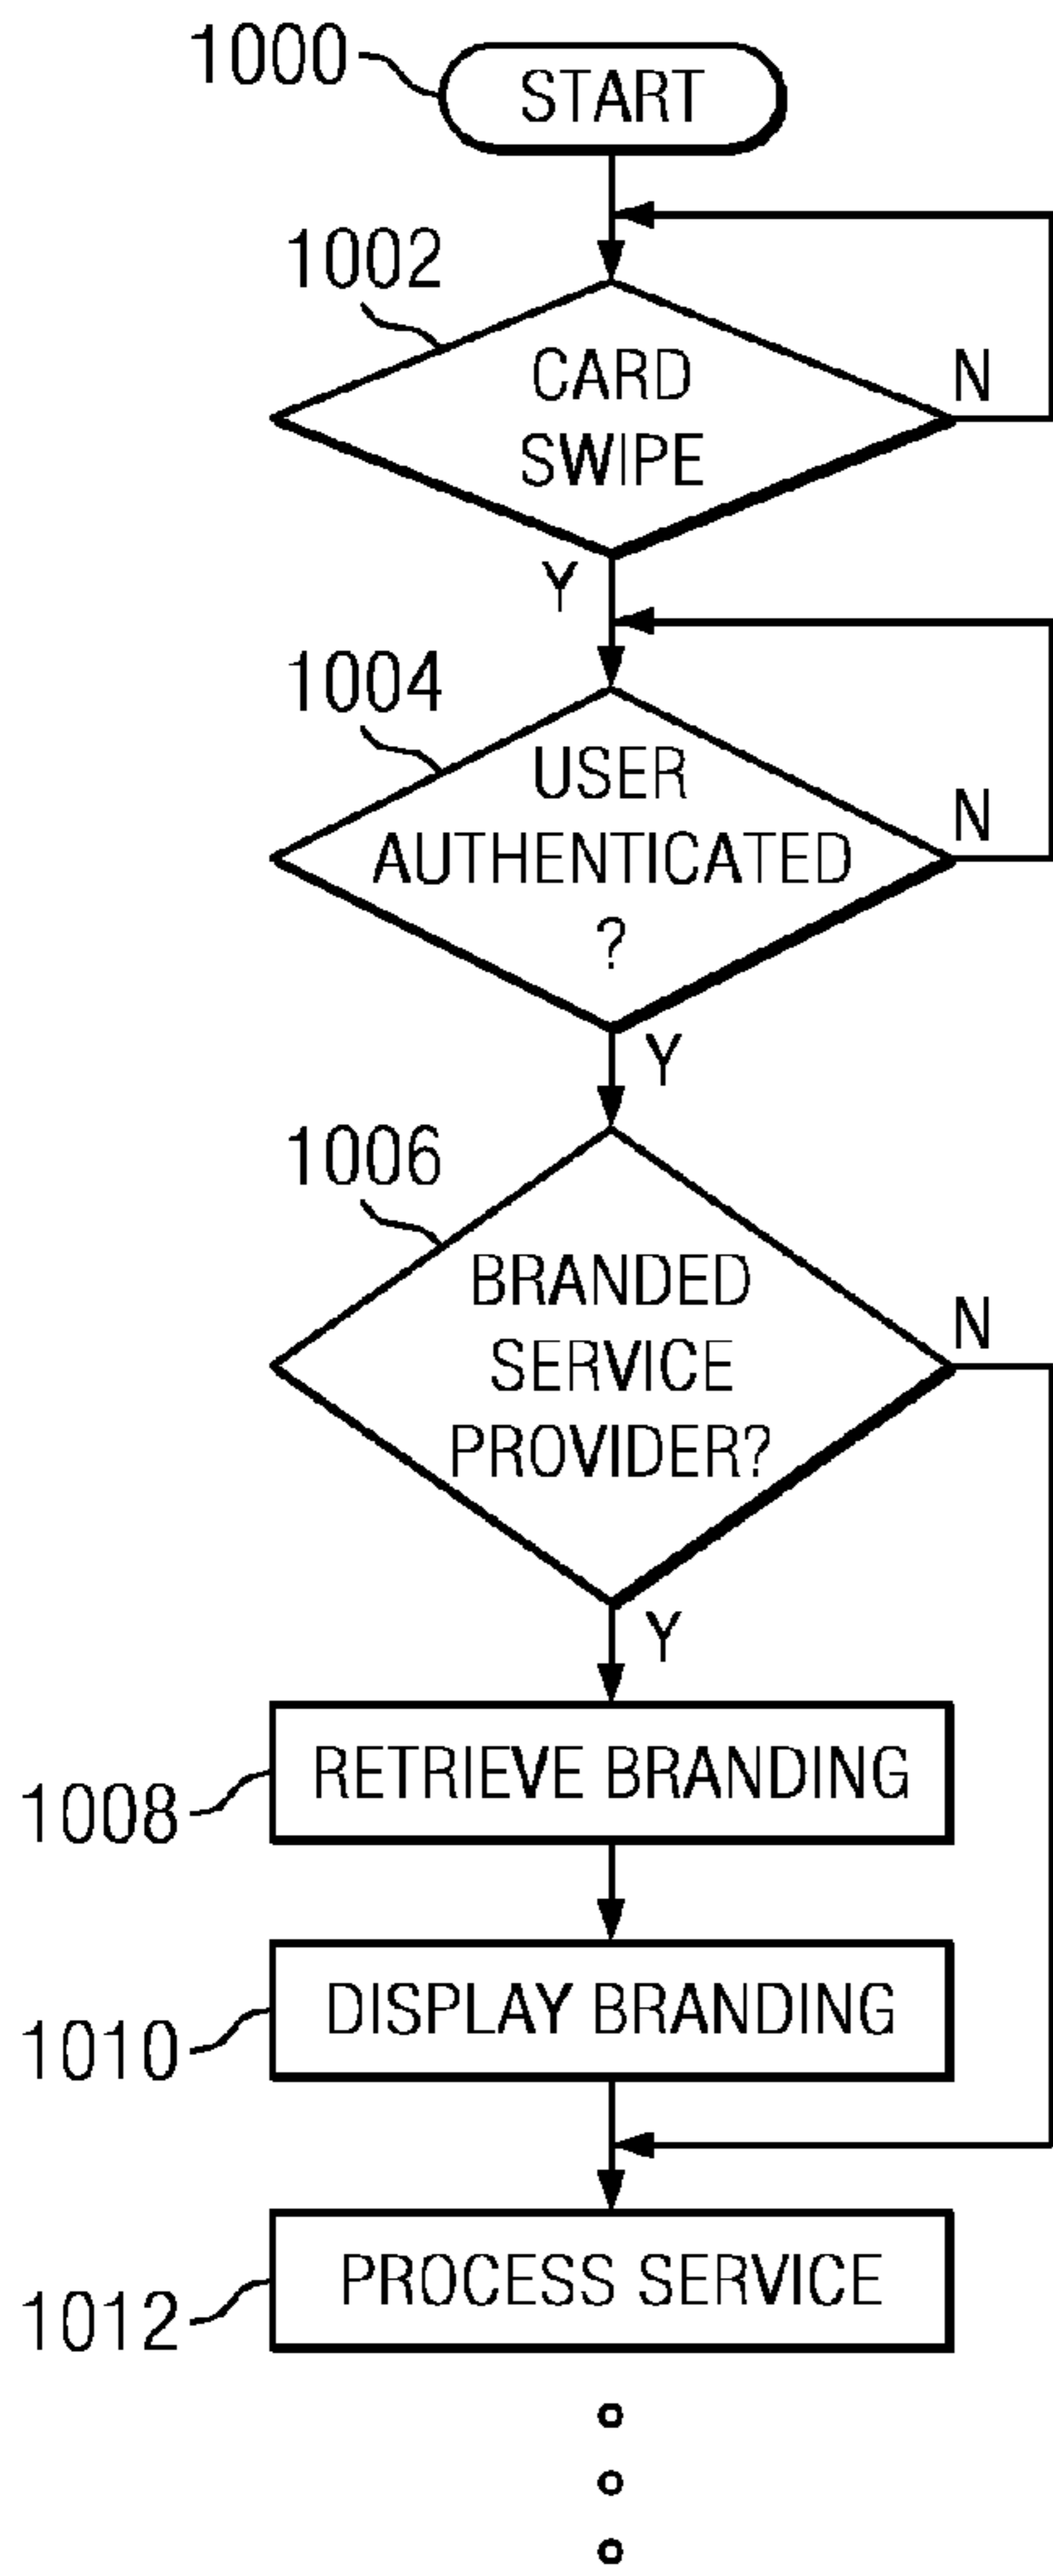 1000
START
1002
CARD
SWIPE
N
Y
1004
USER
AUTHENTICATED
?
N
Y
1006
BRANDED
SERVICE
PROVIDER?
N
Y
RETRIEVE BRANDING
1008
DISPLAY BRANDING
1010
PROCESS SERVICE
1012